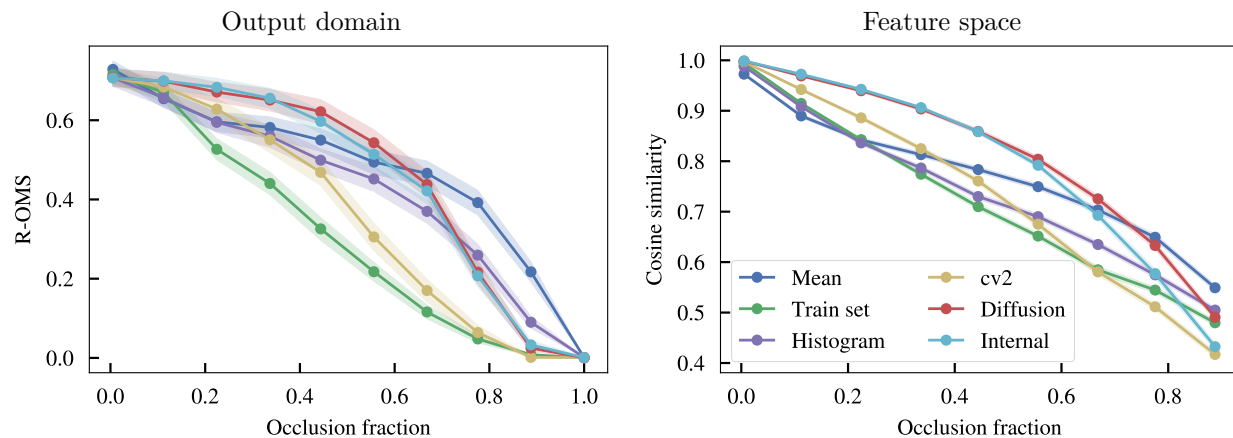 Output domain
R-OMS
0.6
0.4
0.2
0.0
0.0 0.2 0.4 0.6 0.8 1.0
Occlusion fraction
Feature space
Cosine similarity
1.0
0.9
0.8
0.7
0.6
0.5
0.4
Mean
Train set
Histogram
cv2
Diffusion
Internal
0.0 0.2 0.4 0.6 0.8
Occlusion fraction